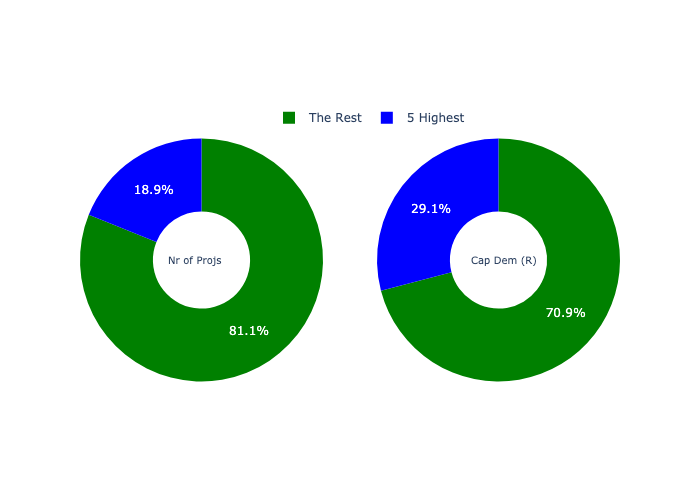 The Rest
5 Highest
18.9%
29.1%
Nr of Projs
Cap Dem (R)
81.1%
70.9%